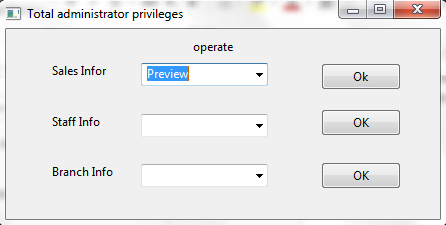 Total administrator privileges
operate
Sales Infor Preview Ok
Staff Info OK
Branch Info OK